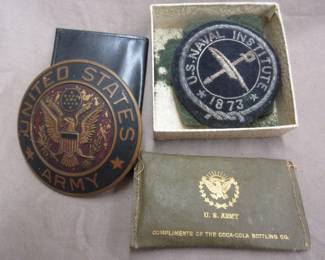 UNITED STATES
ARMY
U.S. NAVAL INSTITUTE
1873
U. S. ARMY
COMPLIMENTS OF THE COCA-COLA BOTTLING CO.